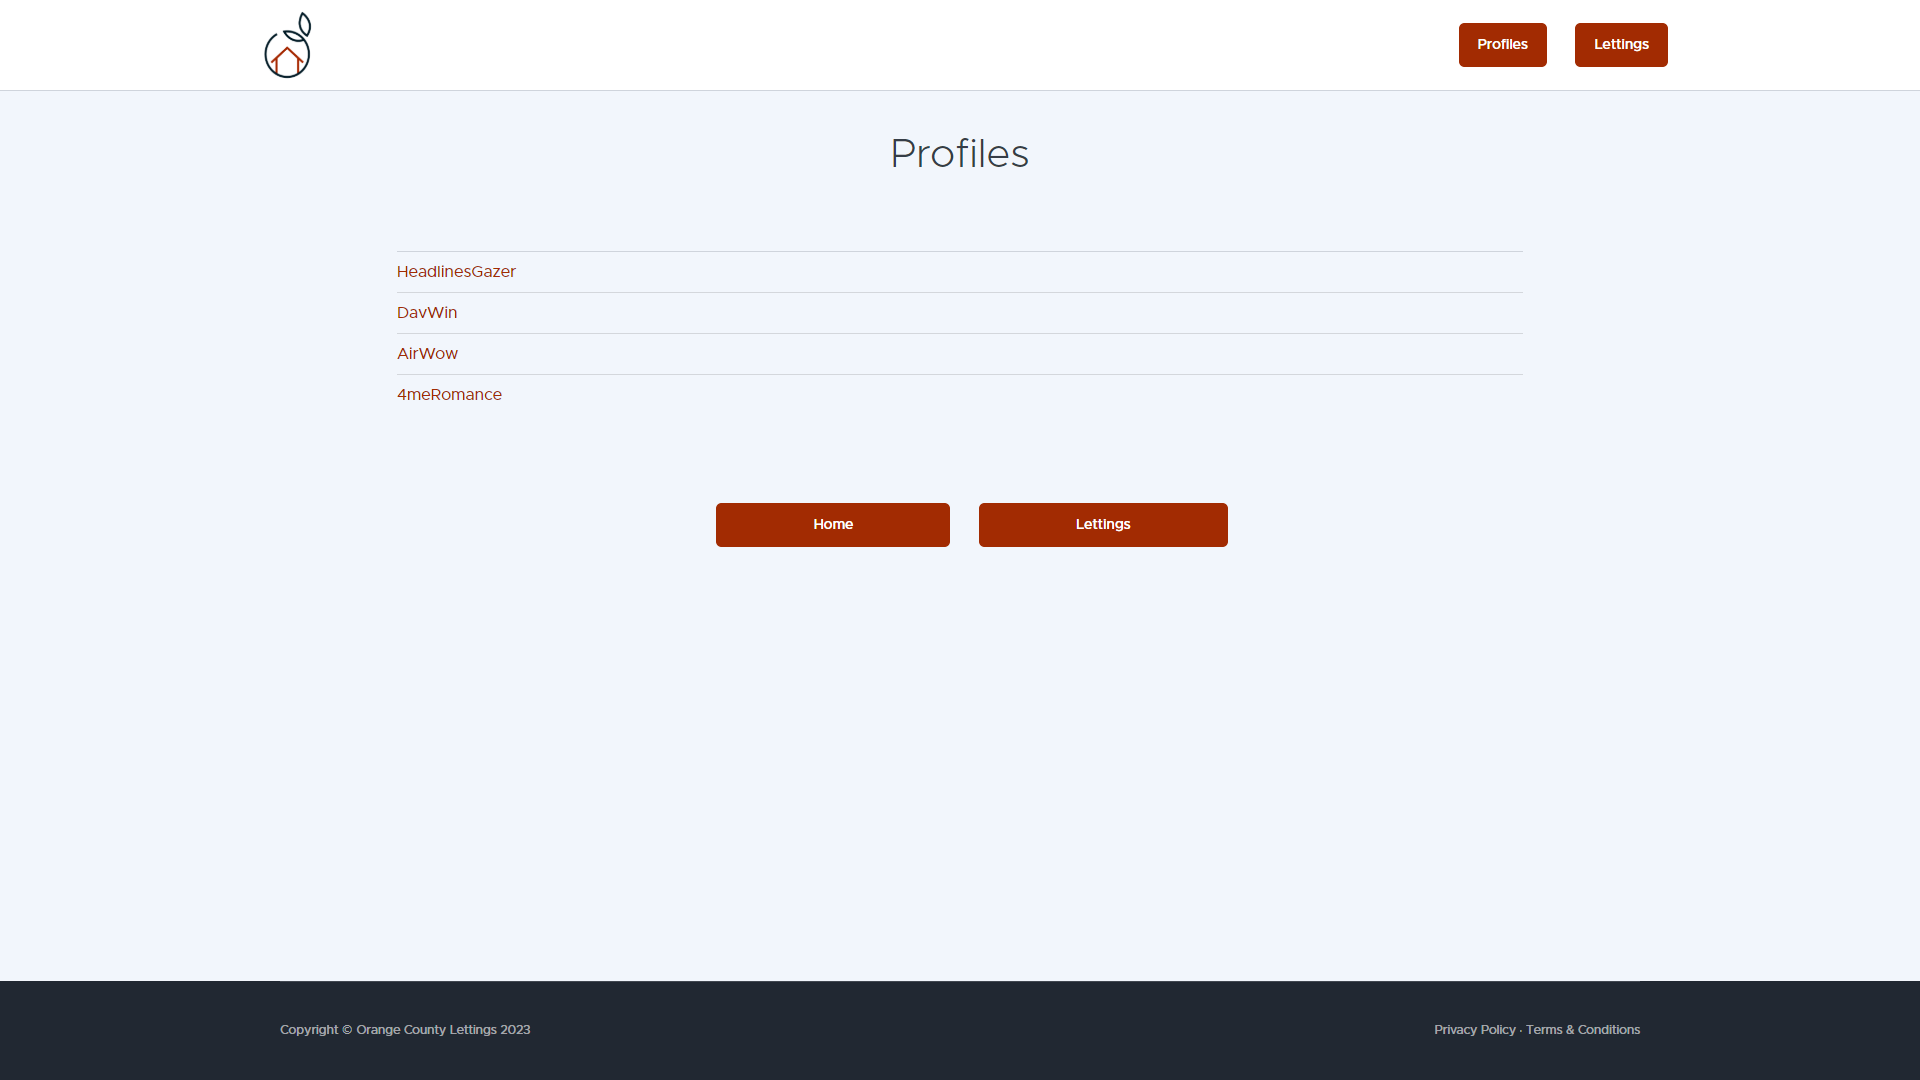 Profiles
Lettings
Profiles
HeadlinesGazer
DavWin
AirWow
4meRomance
Home
Lettings
Copyright © Orange County Lettings 2023
Privacy Policy · Terms & Conditions